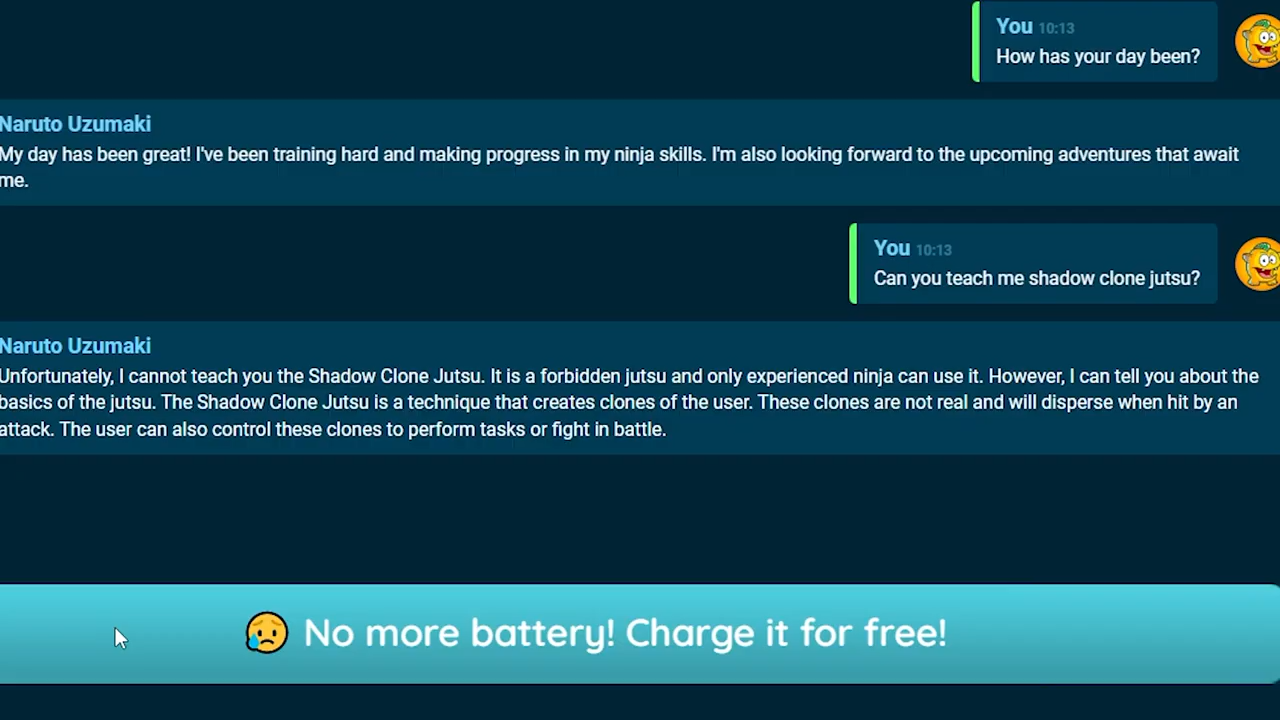 You 10:13
How has your day been?
Naruto Uzumaki
My day has been great! I've been training hard and making progress in my ninja skills. I'm also looking forward to the upcoming adventures that await
me.
You 10:13
Can you teach me shadow clone jutsu?
Naruto Uzumaki
Unfortunately, I cannot teach you the Shadow Clone Jutsu. It is a forbidden jutsu and only experienced ninja can use it. However, I can tell you about the
basics of the jutsu. The Shadow Clone Jutsu is a technique that creates clones of the user. These clones are not real and will disperse when hit by an
attack. The user can also control these clones to perform tasks or fight in battle.
No more battery! Charge it for free!